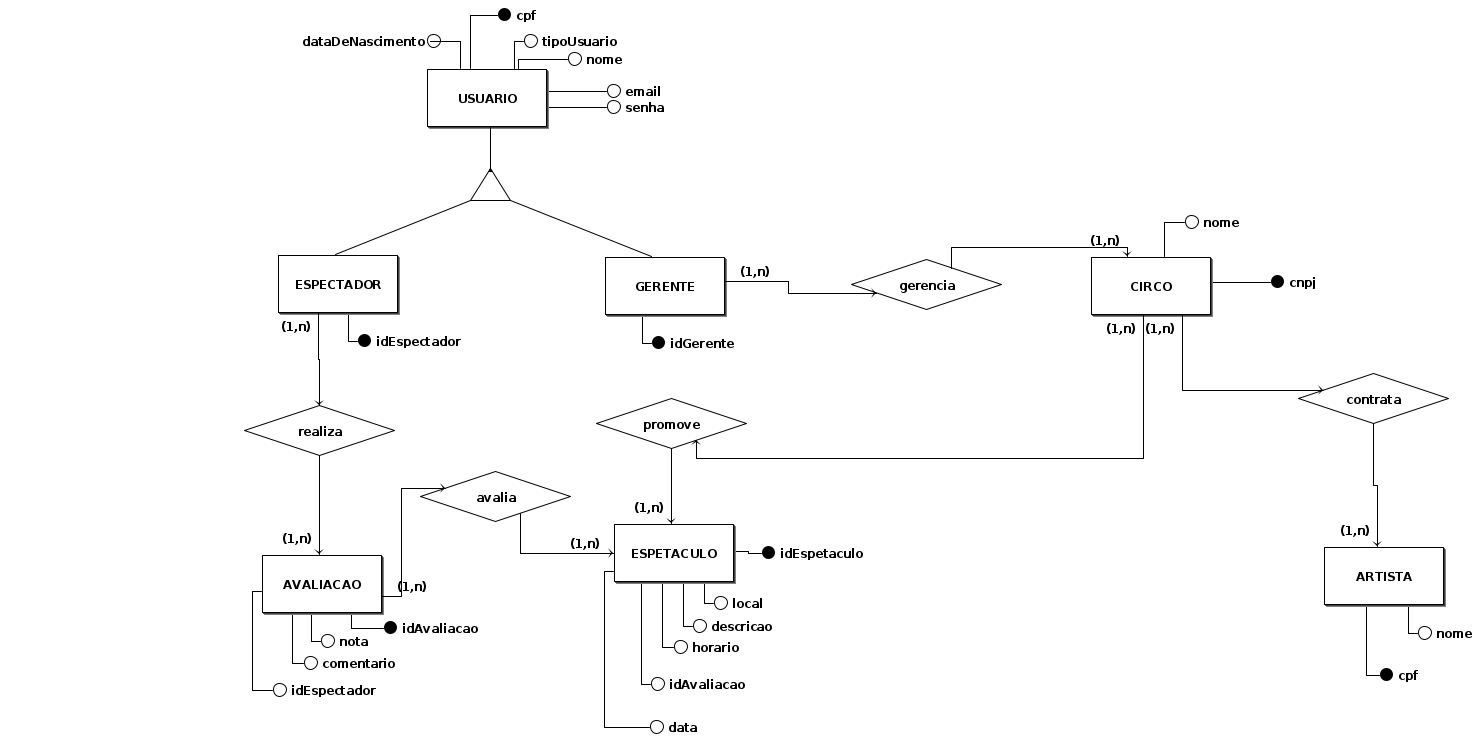 cpf
dataDeNascimento
tipoUsuario
nome
email
USUARIO
senha
nome
(1,n)
(1,n)
ESPECTADOR
GERENTE
gerencia
CIRCO
cnpj
(1,n)
(1,n)
(1,n)
idEspectador
idGerente
contrata
promove
realiza
avalia
(1,n)
(1,n)
(1,n)
(1,n)
ESPETACULO
idEspetaculo
ARTISTA
AVALIACAO
(1,n)
local
descricao
idAvaliacao
nota
nome
horario
comentario
cpf
idAvaliacao
idEspectador
data